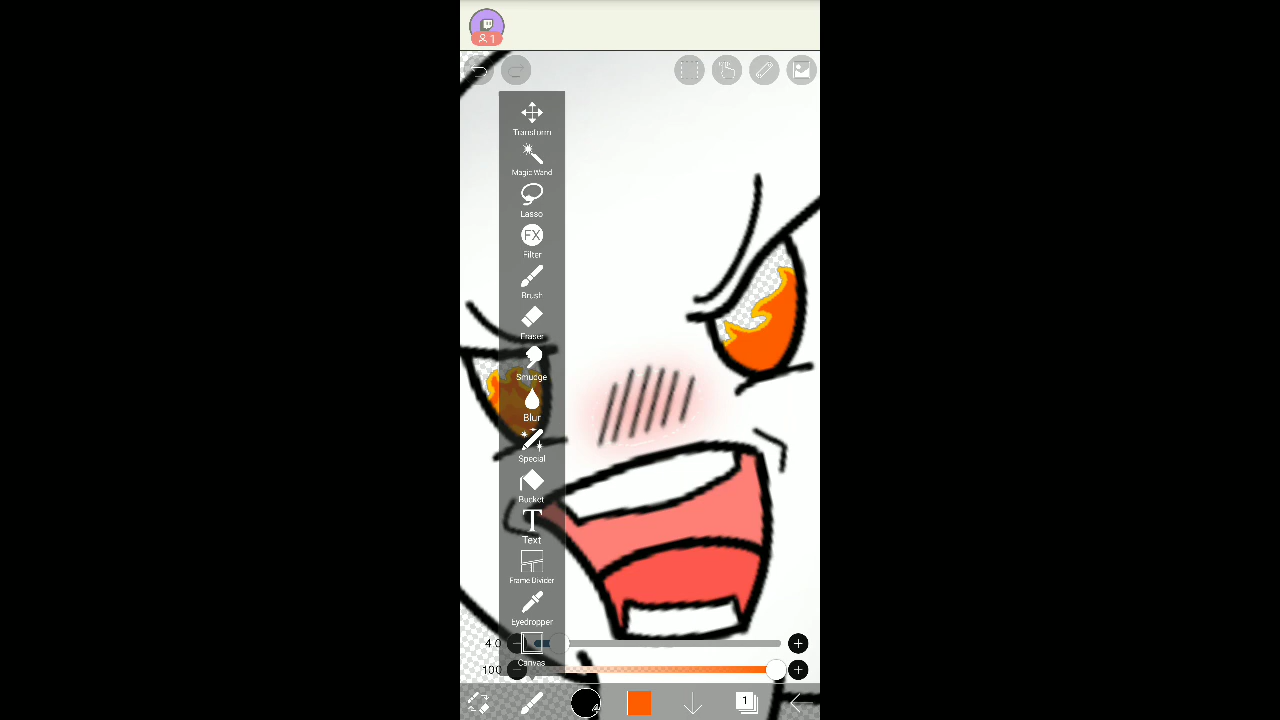 1
Transform
Magic Wand
Lasso
FX
Filter
Brush
Eraser
Smudge
Blur
Special
Bucket
T
Text
Frame Divider
Eyedropper
4.0
Canvas
100
1